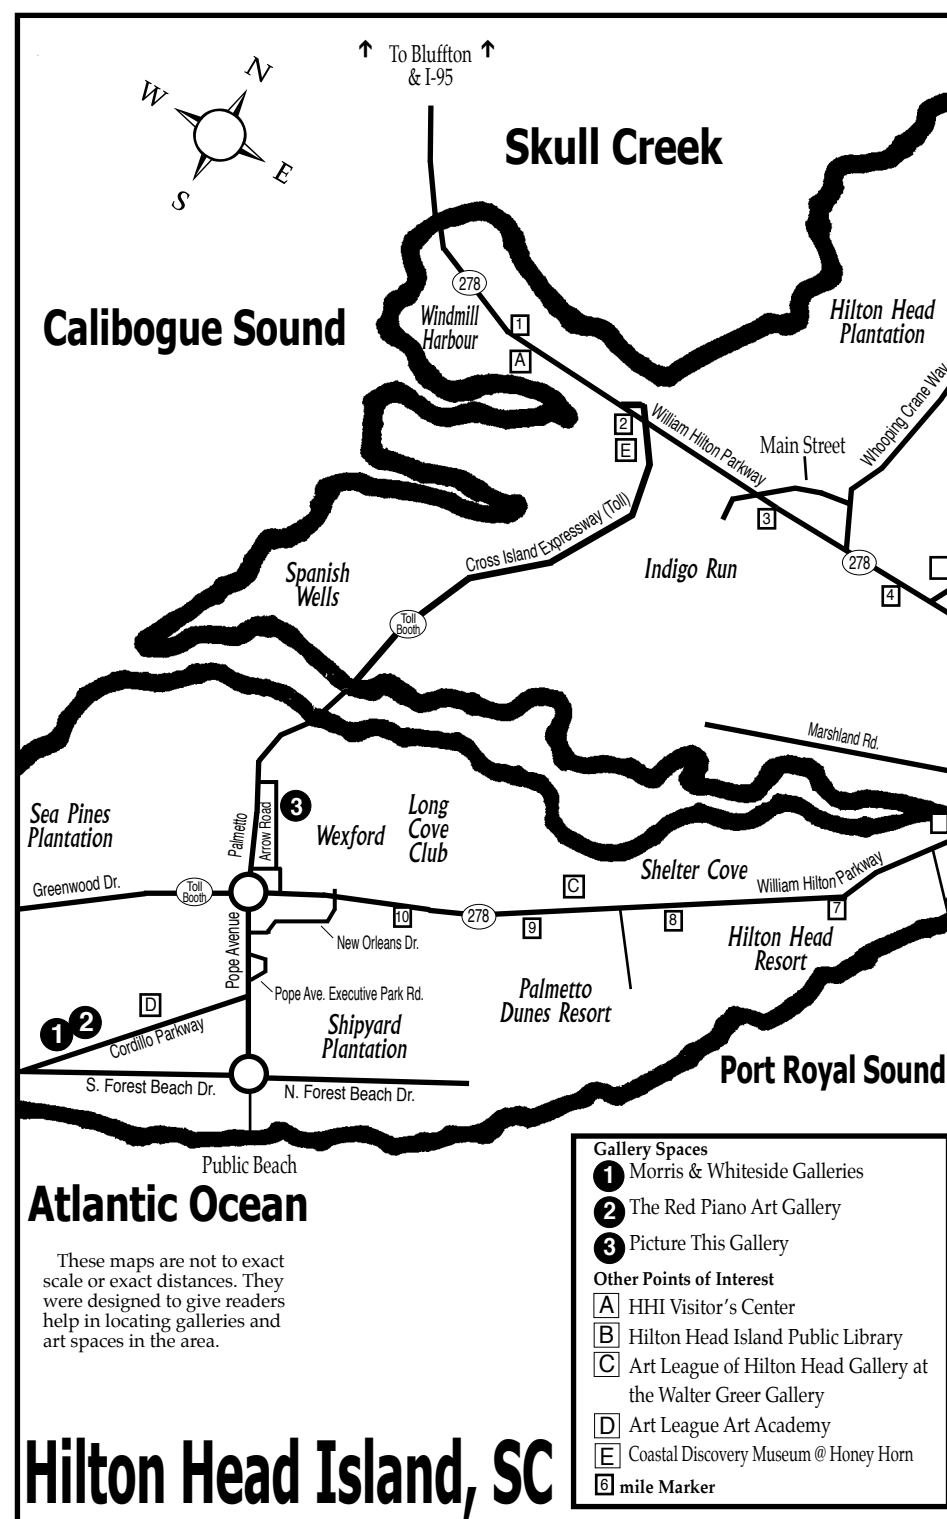 To Bluffton
& I-95
N
W
E
S
Skull Creek
278
Calibogue Sound
Windmill
Harbour
1
A
Hilton Head
Plantation
2
E
William Hilton Parkway
Main Street
Whooping Crane Way
3
Cross Island Expressway (Toll)
Indigo Run
278
4
Spanish
Wells
Toll
Booth
Marshland Rd.
Sea Pines
Plantation
Palmetto
Arrow Road
3
Wexford
Long
Cove
Club
Shelter Cove
William Hilton Parkway
Greenwood Dr.
Toll
Booth
C
10
278
9
8
7
Pope Avenue
New Orleans Dr.
Hilton Head
Resort
Pope Ave. Executive Park Rd.
Palmetto
Dunes Resort
D
1
2
Cordillo Parkway
Shipyard
Plantation
Port Royal Sound
S. Forest Beach Dr.
N. Forest Beach Dr.
Public Beach
Atlantic Ocean
These maps are not to exact
scale or exact distances. They
were designed to give readers
help in locating galleries and
art spaces in the area.
Gallery Spaces
1 Morris & Whiteside Galleries
2 The Red Piano Art Gallery
3 Picture This Gallery
Other Points of Interest
A HHI Visitor's Center
B Hilton Head Island Public Library
C Art League of Hilton Head Gallery at
the Walter Greer Gallery
D Art League Art Academy
E Coastal Discovery Museum @ Honey Horn
6 mile Marker
Hilton Head Island, SC